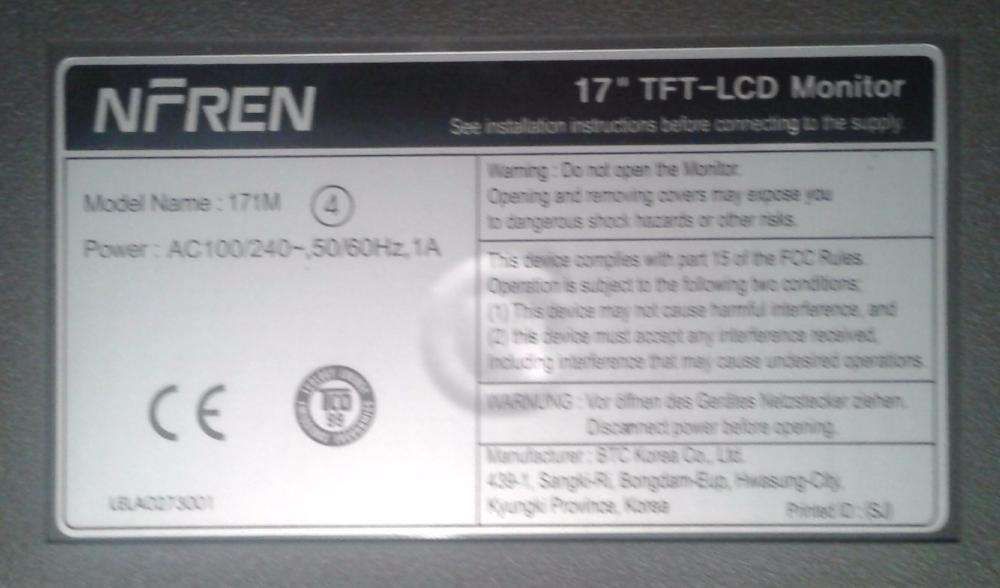 NFREN
17" TFT-LCD Monitor
See installation instructions before connecting to the supply.
Model Name : 171M 4
Power : AC100/240~,50/60Hz,1A
CE
TCO
99
LBLA0273001
Warning : Do not open the Monitor.
Opening and removing covers may expose you
to dangerous shock hazards or other risks.
This device complies with part 15 of the FCC Rules.
Operation is subject to the following two conditions;
(1) This device may not cause harmful interference, and
(2) this device must accept any interference received,
including interference that may cause undesired operations.
WARNUNG : Vor öffnen des Gerätes Netzstecker ziehen.
Disconnect power before opening.
Manufacturer : BTC Korea Co., Ltd.
439-1, Sangki-Ri, Bongdam-Eup, Hwasung-City,
Kyungki Province, Korea
Printed : (SJ)